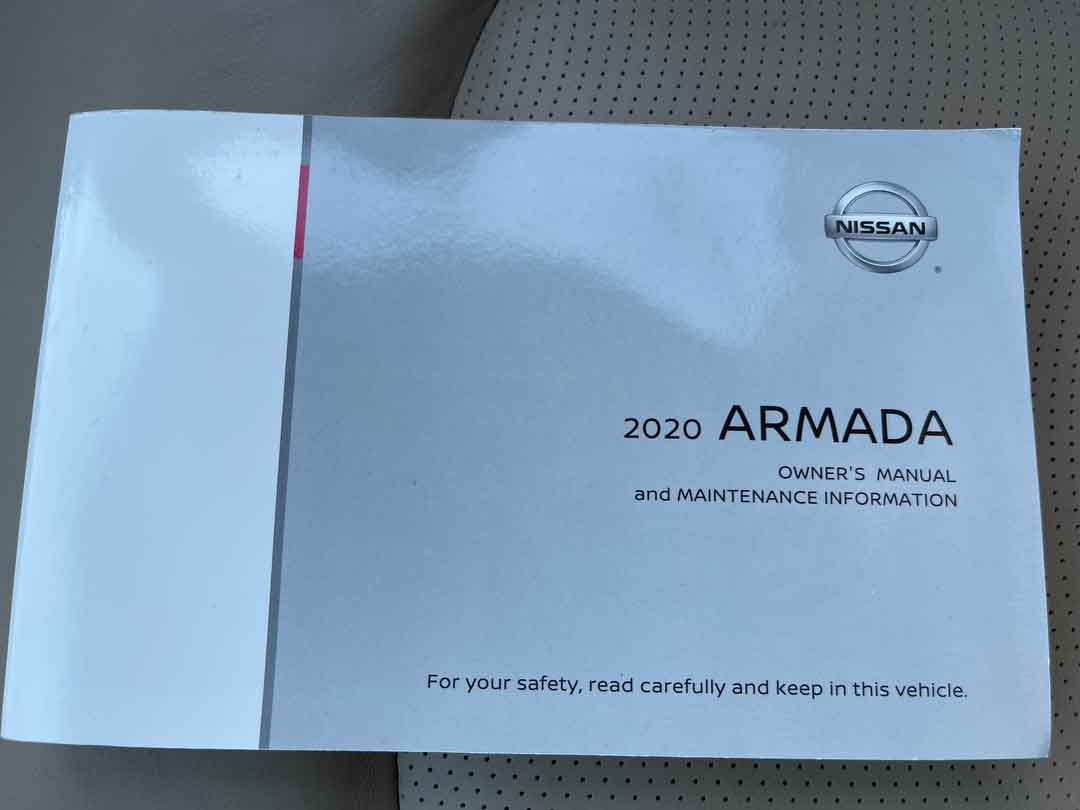 NISSAN
®
2020 ARMADA
OWNER'S MANUAL
and MAINTENANCE INFORMATION
For your safety, read carefully and keep in this vehicle.